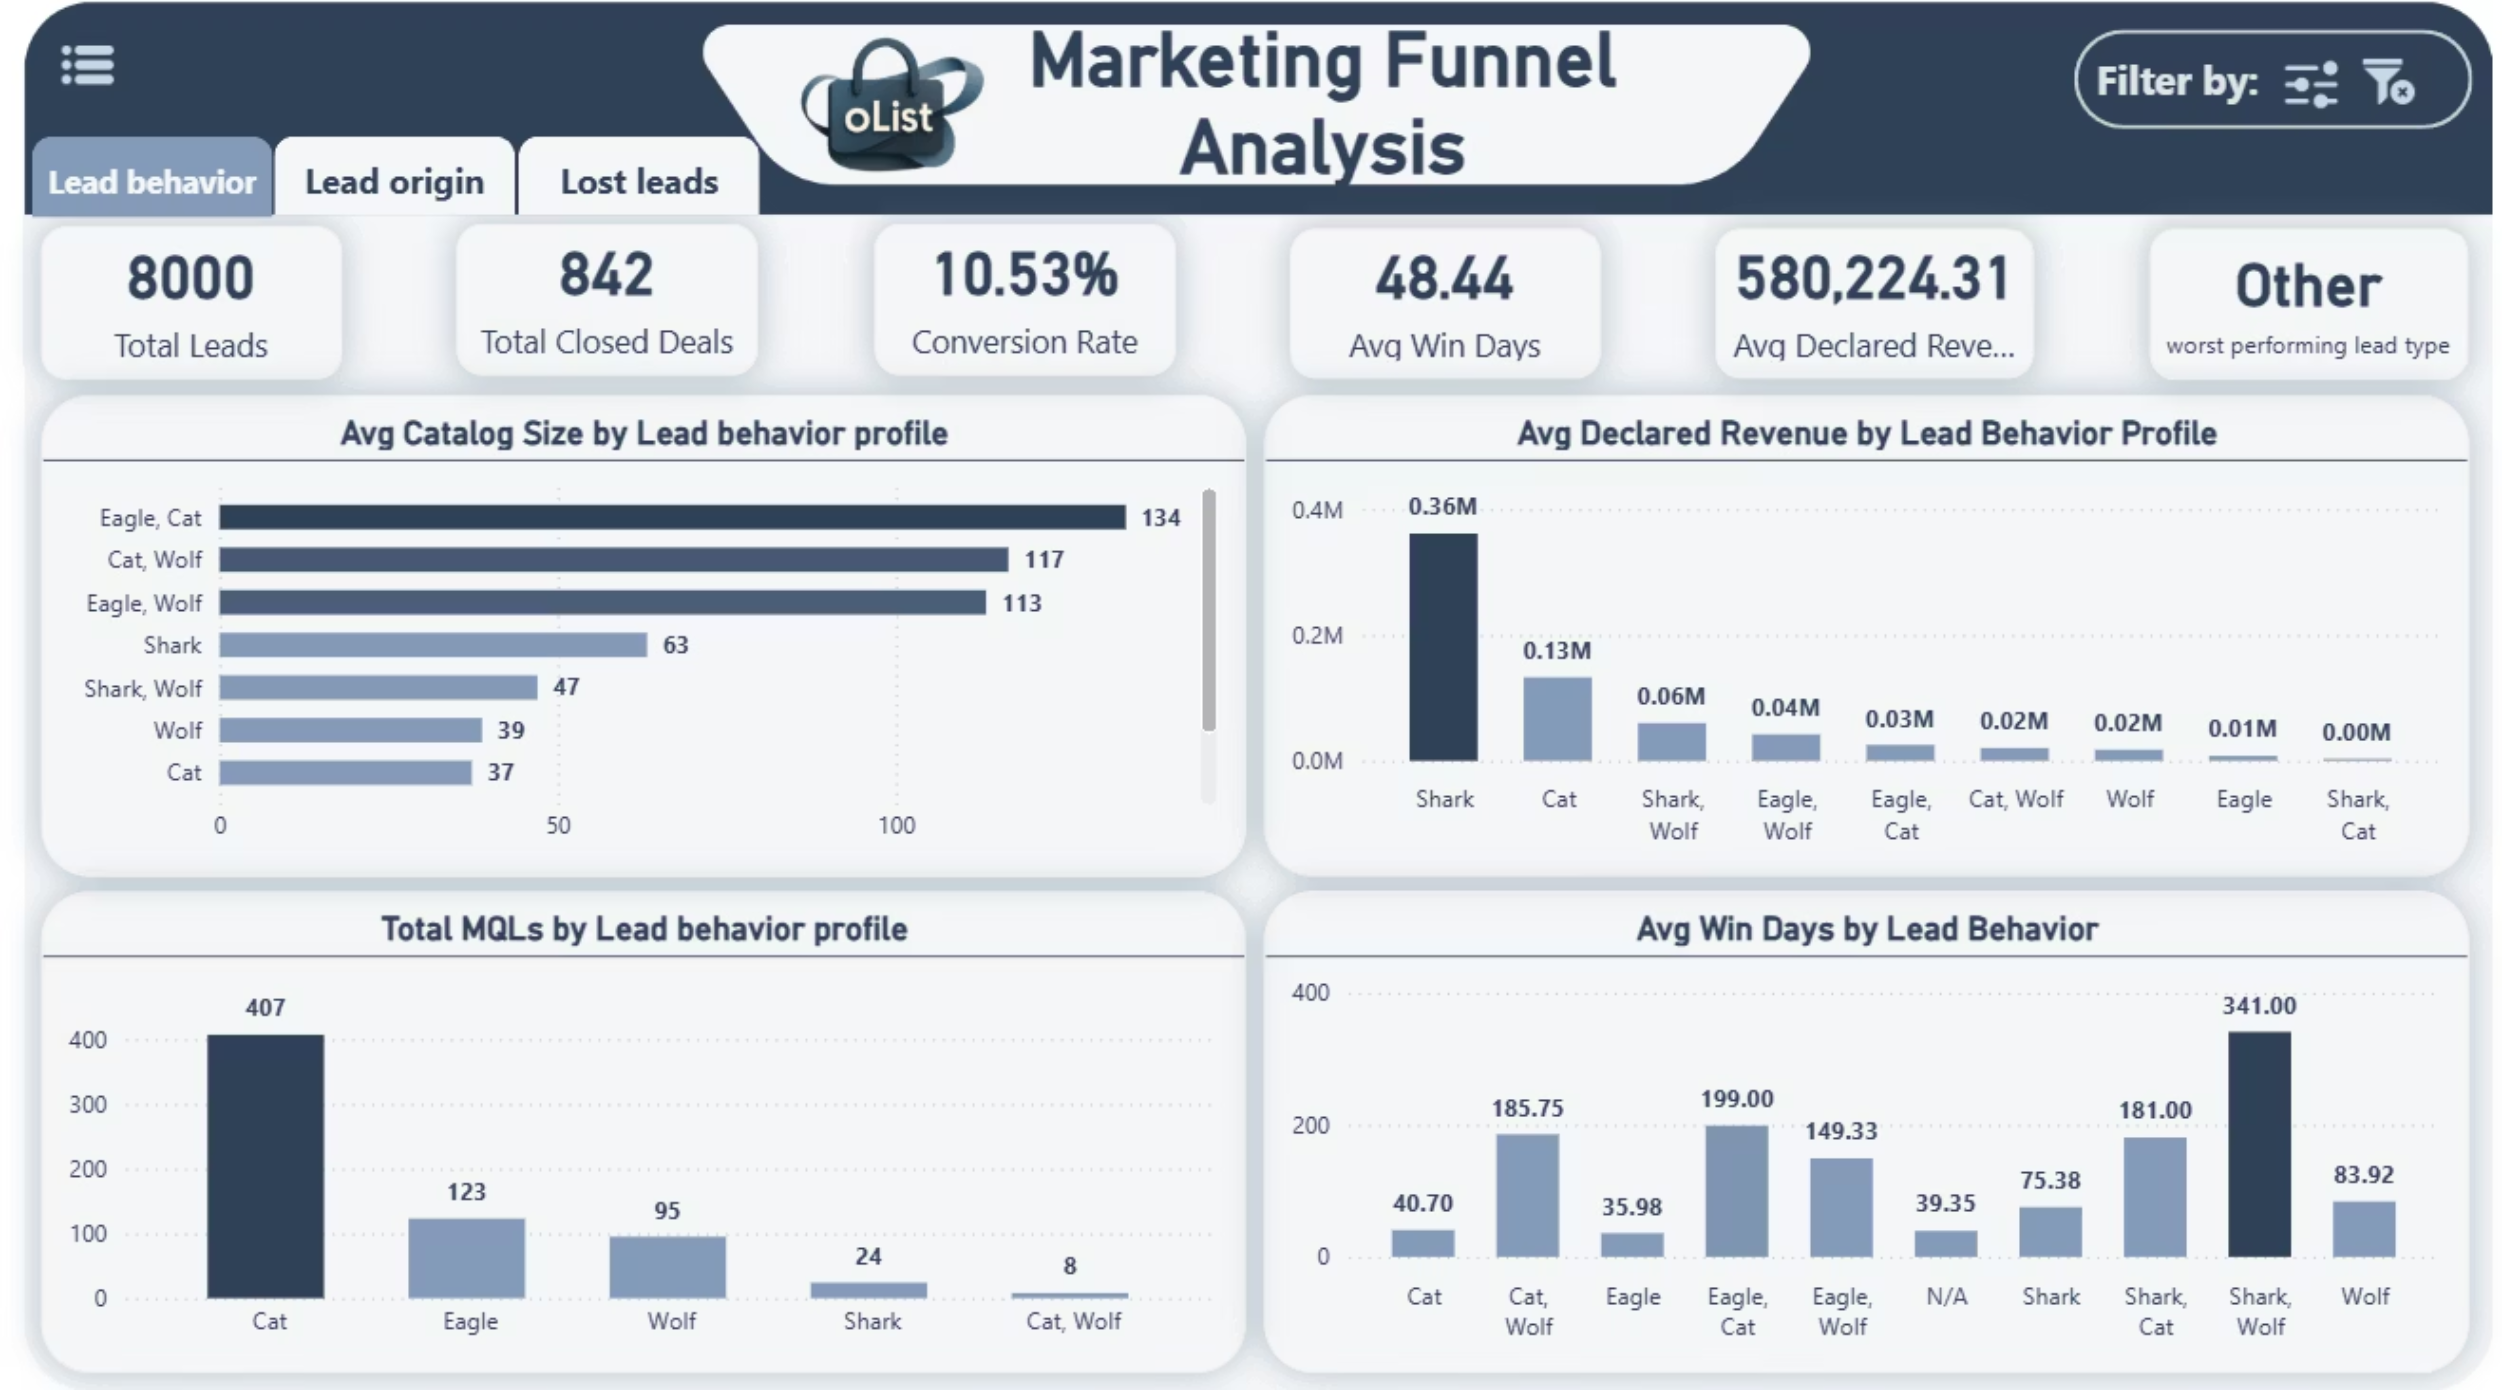 oList
Marketing Funnel
Analysis
Filter by:
Lead behavior
Lead origin
Lost leads
8000
Total Leads
842
Total Closed Deals
10.53%
Conversion Rate
48.44
Avg Win Days
580,224.31
Avg Declared Reve...
Other
worst performing lead type
Avg Catalog Size by Lead behavior profile
Eagle, Cat 134
Cat, Wolf 117
Eagle, Wolf 113
Shark 63
Shark, Wolf 47
Wolf 39
Cat 37
0 50 100
Avg Declared Revenue by Lead Behavior Profile
0.4M
0.2M
0.0M
0.36M
0.13M
0.06M
0.04M
0.03M
0.02M
0.02M
0.01M
0.00M
Shark
Cat
Shark,
Wolf
Eagle,
Wolf
Eagle,
Cat
Cat, Wolf
Wolf
Eagle
Shark,
Cat
Total MQLs by Lead behavior profile
400
300
200
100
0
407
123
95
24
8
Cat
Eagle
Wolf
Shark
Cat, Wolf
Avg Win Days by Lead Behavior
400
200
0
40.70
185.75
35.98
199.00
149.33
39.35
75.38
181.00
341.00
83.92
Cat
Cat,
Wolf
Eagle
Eagle,
Cat
Eagle,
Wolf
N/A
Shark
Shark,
Cat
Shark,
Wolf
Wolf